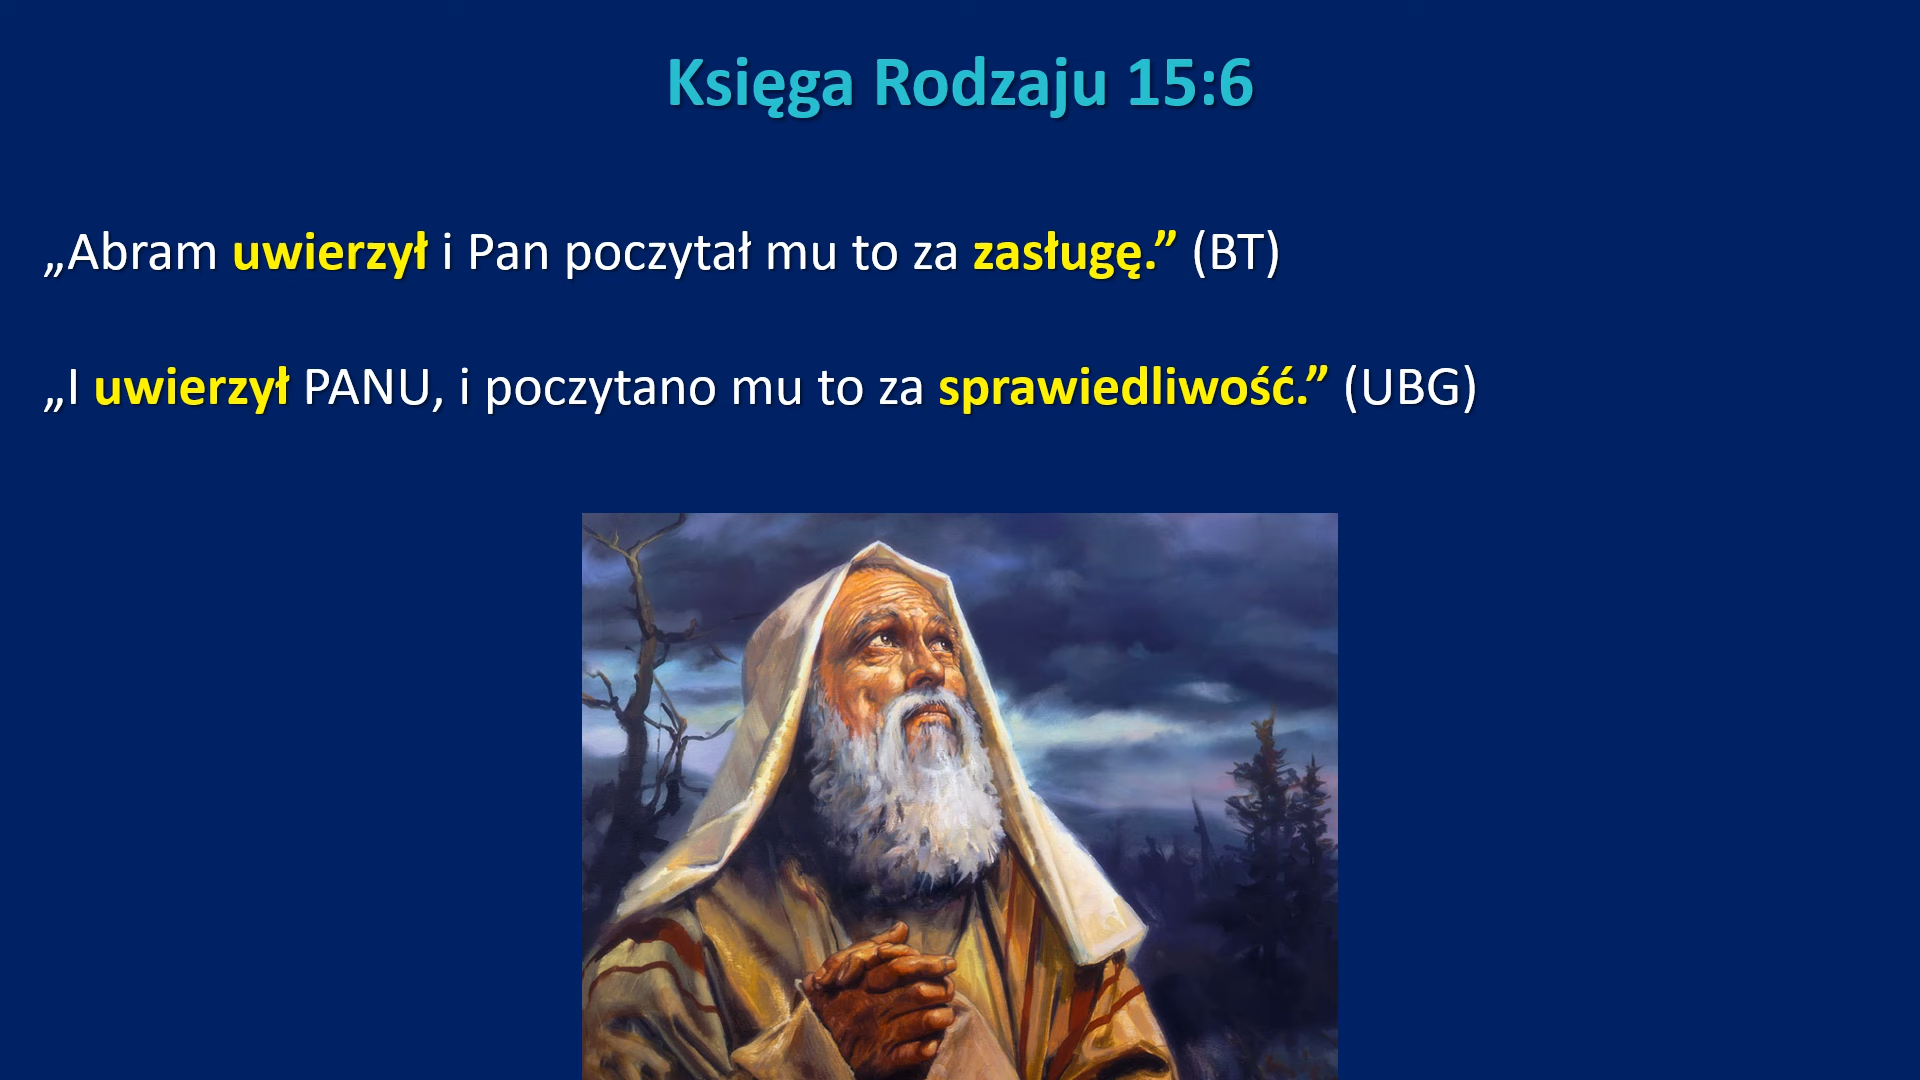 Księga Rodzaju 15:6
„Abram uwierzył i Pan poczytał mu to za zasługę.” (BT)
„I uwierzył PANU, i poczytano mu to za sprawiedliwość.” (UBG)